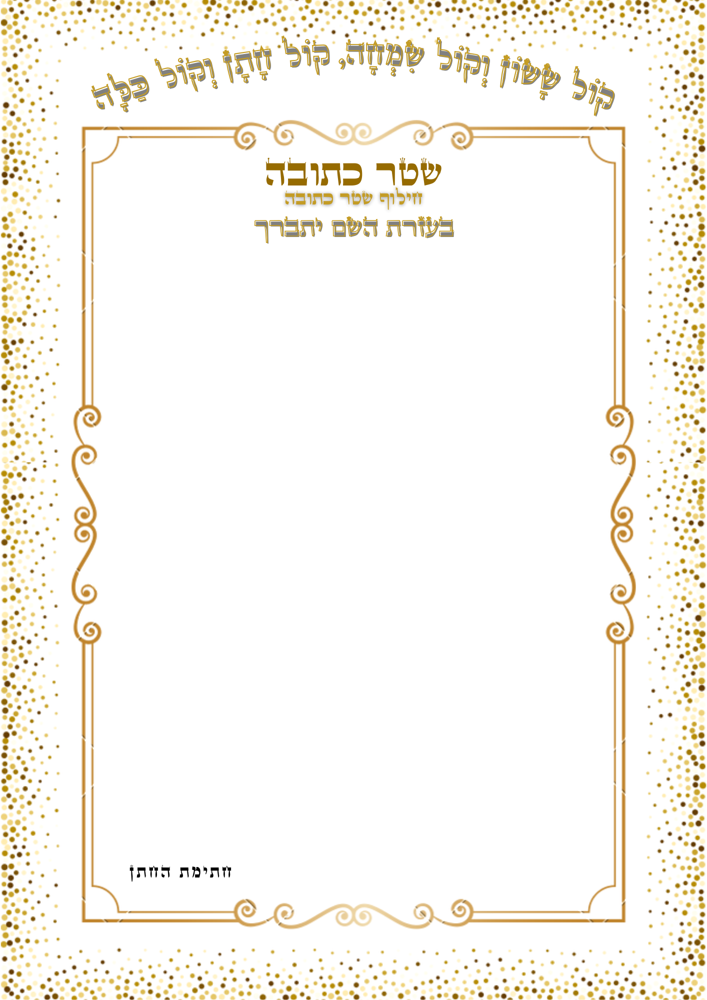 קוֹל שָׂשׂוֹן וְקוֹל שִׂמְחָה, קוֹל חָתָן וְקוֹל כַּלָּה
שטר כתובה
חילוף שטר כתובה
בעזרת השם יתברך
חתימת החתן